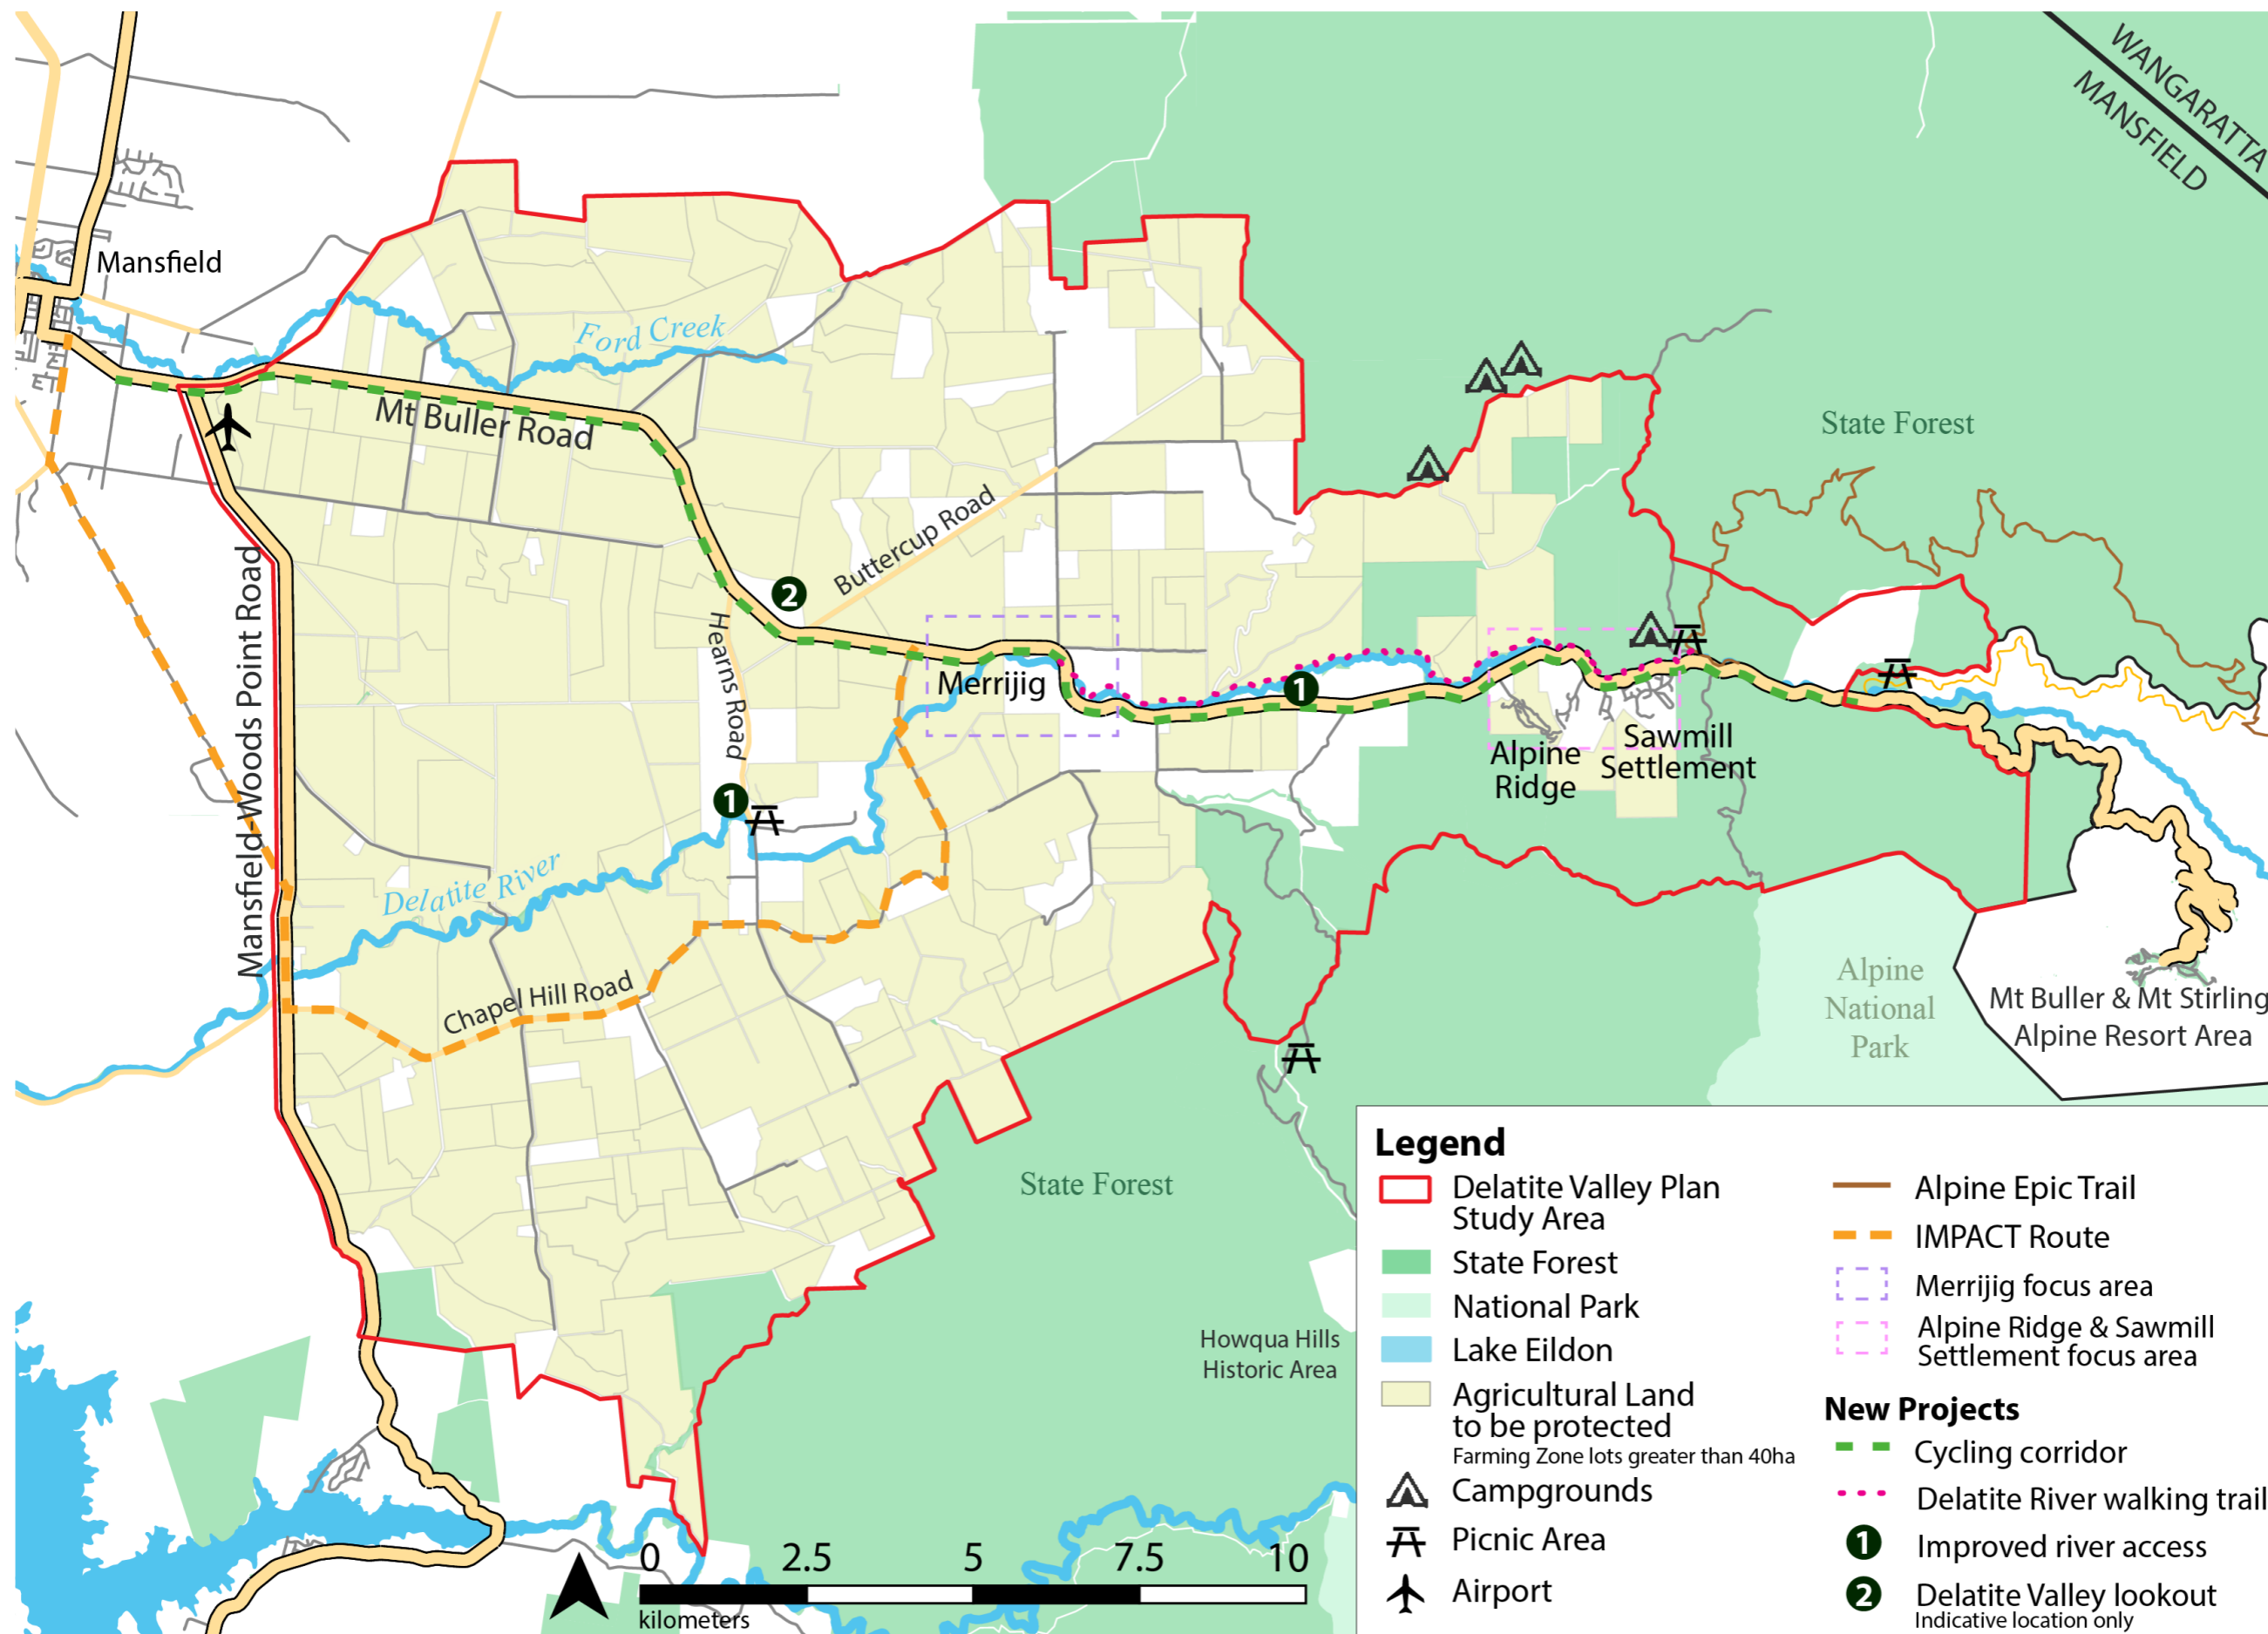 WANGARATTA
MANSFIELD
Mansfield
Ford Creek
Mt Buller Road
State Forest
Buttercup Road
Mansfield-Woods Point Road
Hearns Road
Merrijig
2
1
1
Alpine
Ridge
Sawmill
Settlement
Delatite River
Chapel Hill Road
Alpine
National
Park
Mt Buller & Mt Stirling
Alpine Resort Area
State Forest
Howqua Hills
Historic Area
0 2.5 5 7.5 10
kilometers
Legend
Delatite Valley Plan
Study Area
State Forest
National Park
Lake Eildon
Agricultural Land
to be protected
Farming Zone lots greater than 40ha
Campgrounds
Picnic Area
Airport
Alpine Epic Trail
IMPACT Route
Merrijig focus area
Alpine Ridge & Sawmill
Settlement focus area
New Projects
Cycling corridor
Delatite River walking trail
1 Improved river access
2 Delatite Valley lookout
Indicative location only